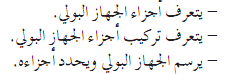 – يتعرف أجزاء الجهاز البولي.
– يتعرف تركيب أجزاء الجهاز البولي.
– يرسم الجهاز البولي ويحدد أجزاءه.